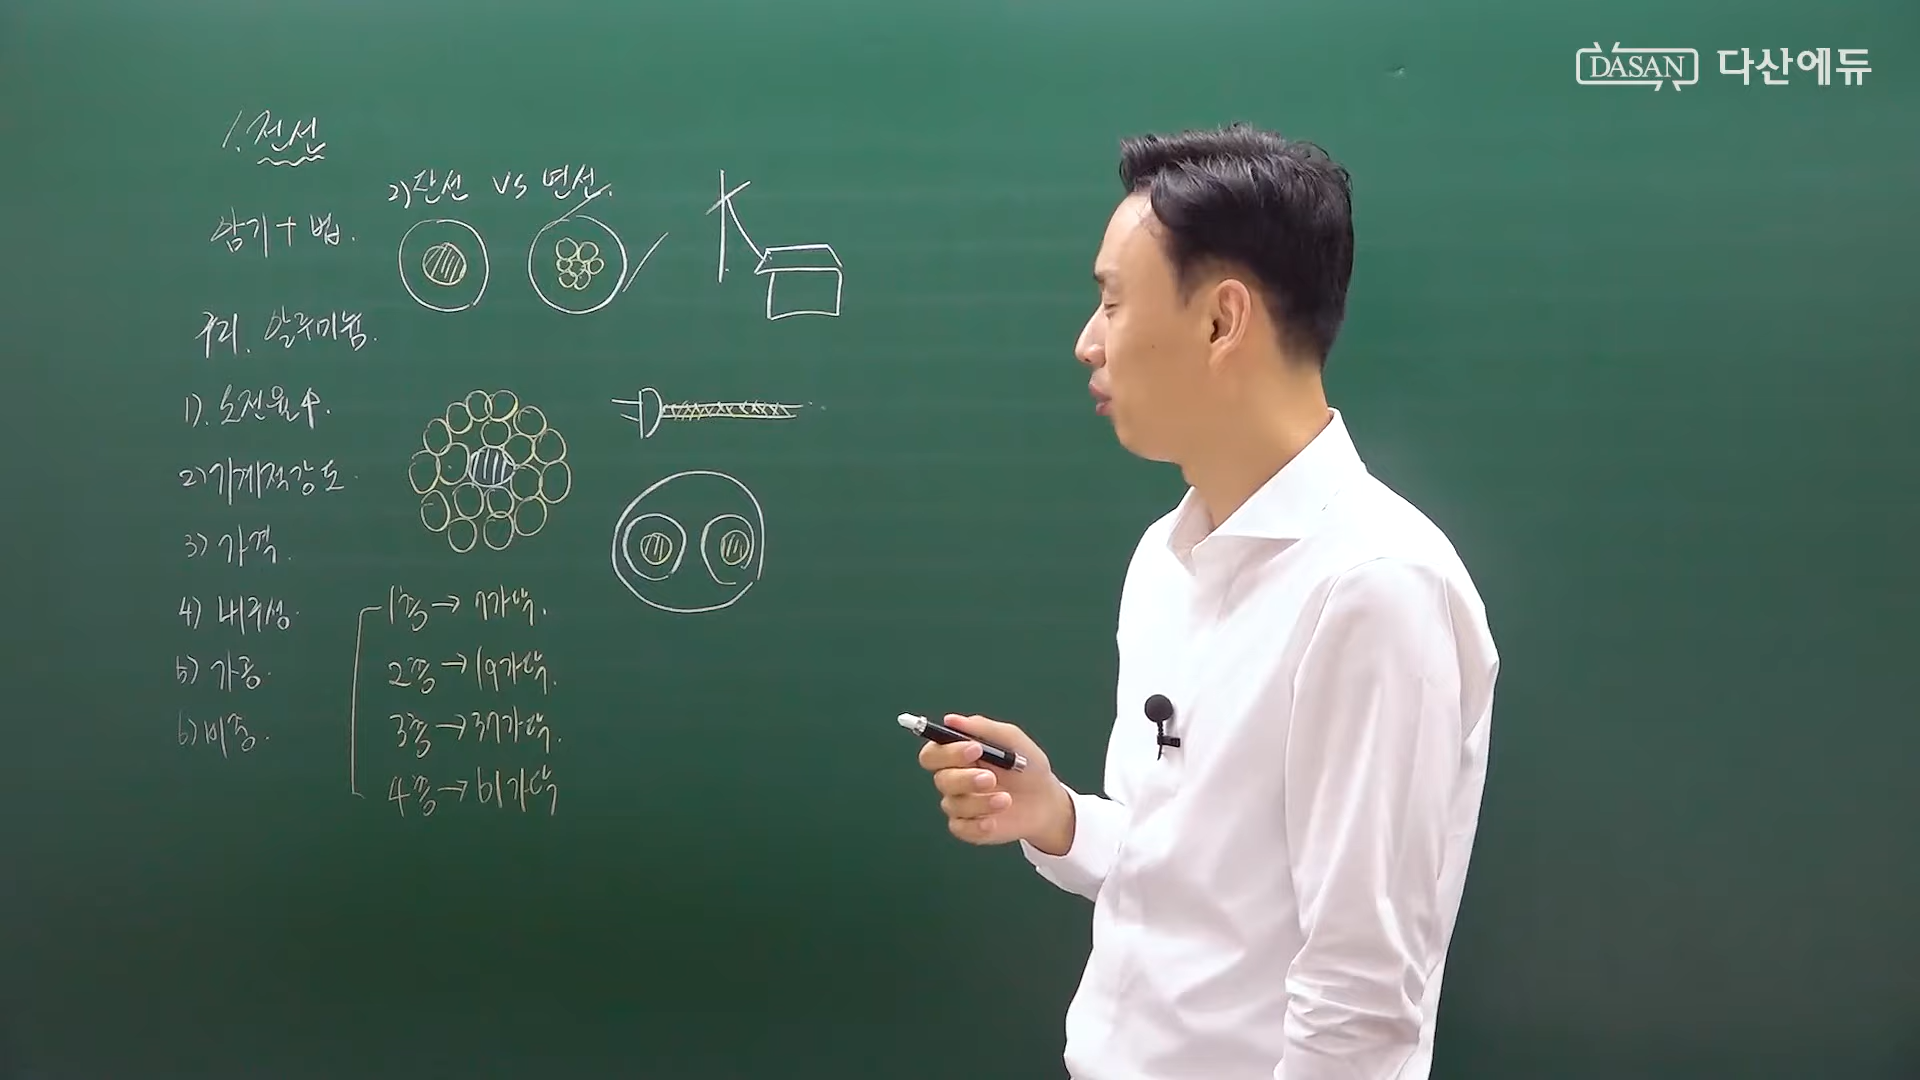 DASAN 다산에듀
1. 전선
암기 + 법.
구리. 알루미늄.
1). 도전율↑.
2) 기계적강도.
3) 가격.
4) 내구성.
5) 가공.
6) 비중.
2) 단선 vs 연선.
1층→ 7가닥.
2층→19가닥.
3층→37가닥.
4층→61가닥